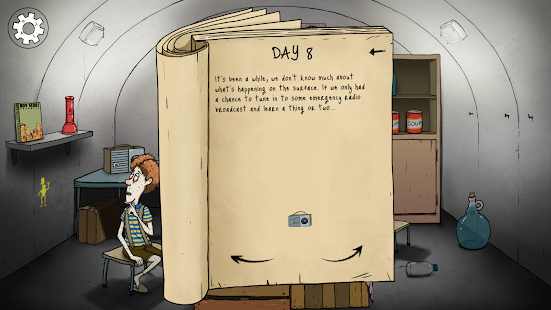 DAY 8
It's been a while, we don't know much about
what's happening on the surface. If we only had
a chance to tune in to some emergency radio
broadcast and learn a thing or two...
SOUP